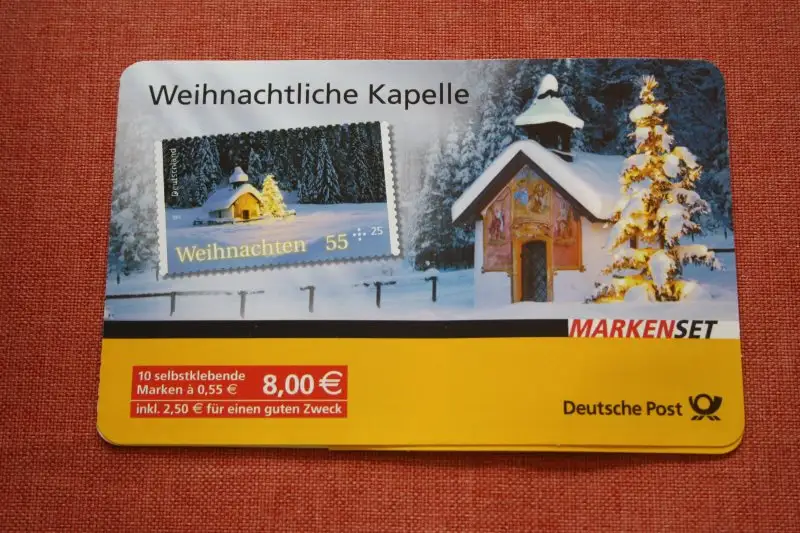 Weihnachtliche Kapelle
Deutschland
Weihnachten 55 + 25
MARKENSET
10 selbstklebende
Marken à 0,55 €
8,00 €
inkl. 2,50 € für einen guten Zweck
Deutsche Post